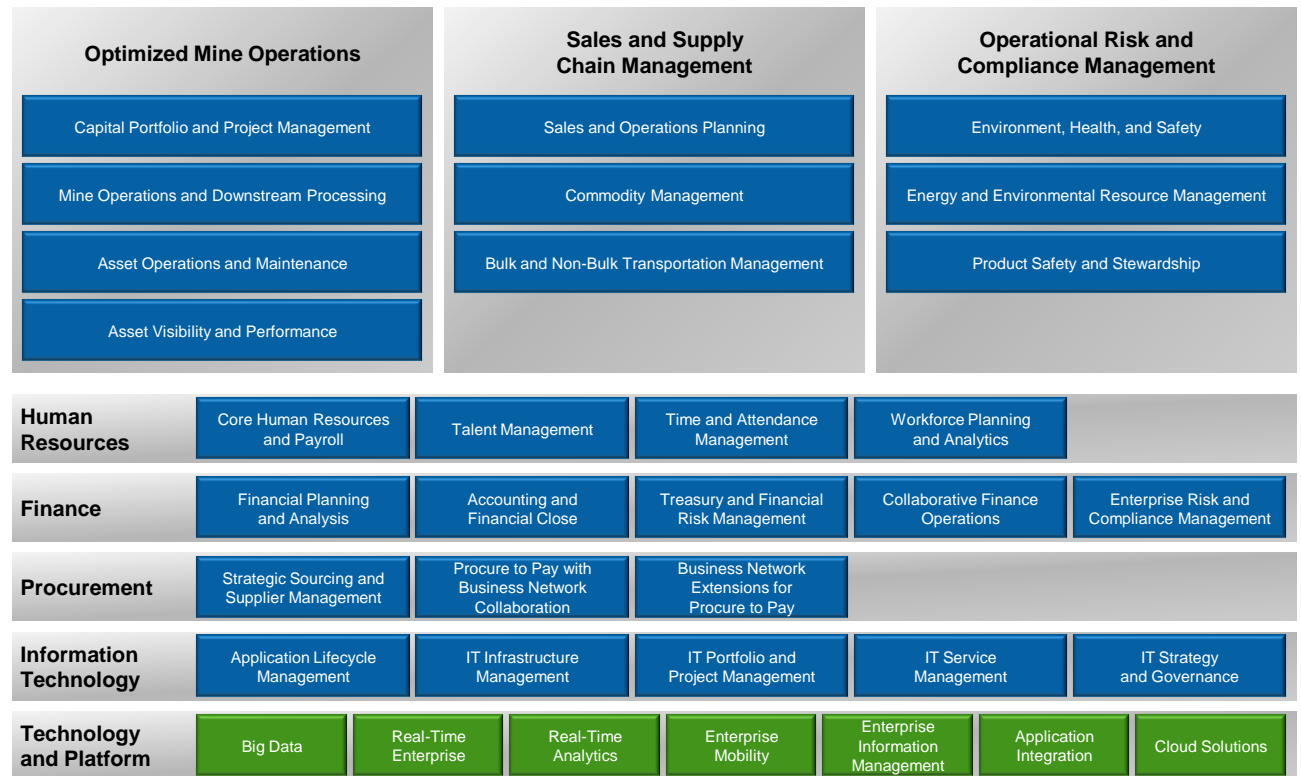 Optimized Mine Operations
Capital Portfolio and Project Management
Mine Operations and Downstream Processing
Asset Operations and Maintenance
Asset Visibility and Performance
Sales and Supply
Chain Management
Sales and Operations Planning
Commodity Management
Bulk and Non-Bulk Transportation Management
Operational Risk and
Compliance Management
Environment, Health, and Safety
Energy and Environmental Resource Management
Product Safety and Stewardship
Human
Resources
Core Human Resources
and Payroll
Talent Management
Time and Attendance
Management
Workforce Planning
and Analytics
Finance
Financial Planning
and Analysis
Accounting and
Financial Close
Treasury and Financial
Risk Management
Collaborative Finance
Operations
Enterprise Risk and
Compliance Management
Procurement
Strategic Sourcing and
Supplier Management
Procure to Pay with
Business Network
Collaboration
Business Network
Extensions for
Procure to Pay
Information
Technology
Application Lifecycle
Management
IT Infrastructure
Management
IT Portfolio and
Project Management
IT Service
Management
IT Strategy
and Governance
Technology
and Platform
Big Data
Real-Time
Enterprise
Real-Time
Analytics
Enterprise
Mobility
Enterprise
Information
Management
Application
Integration
Cloud Solutions